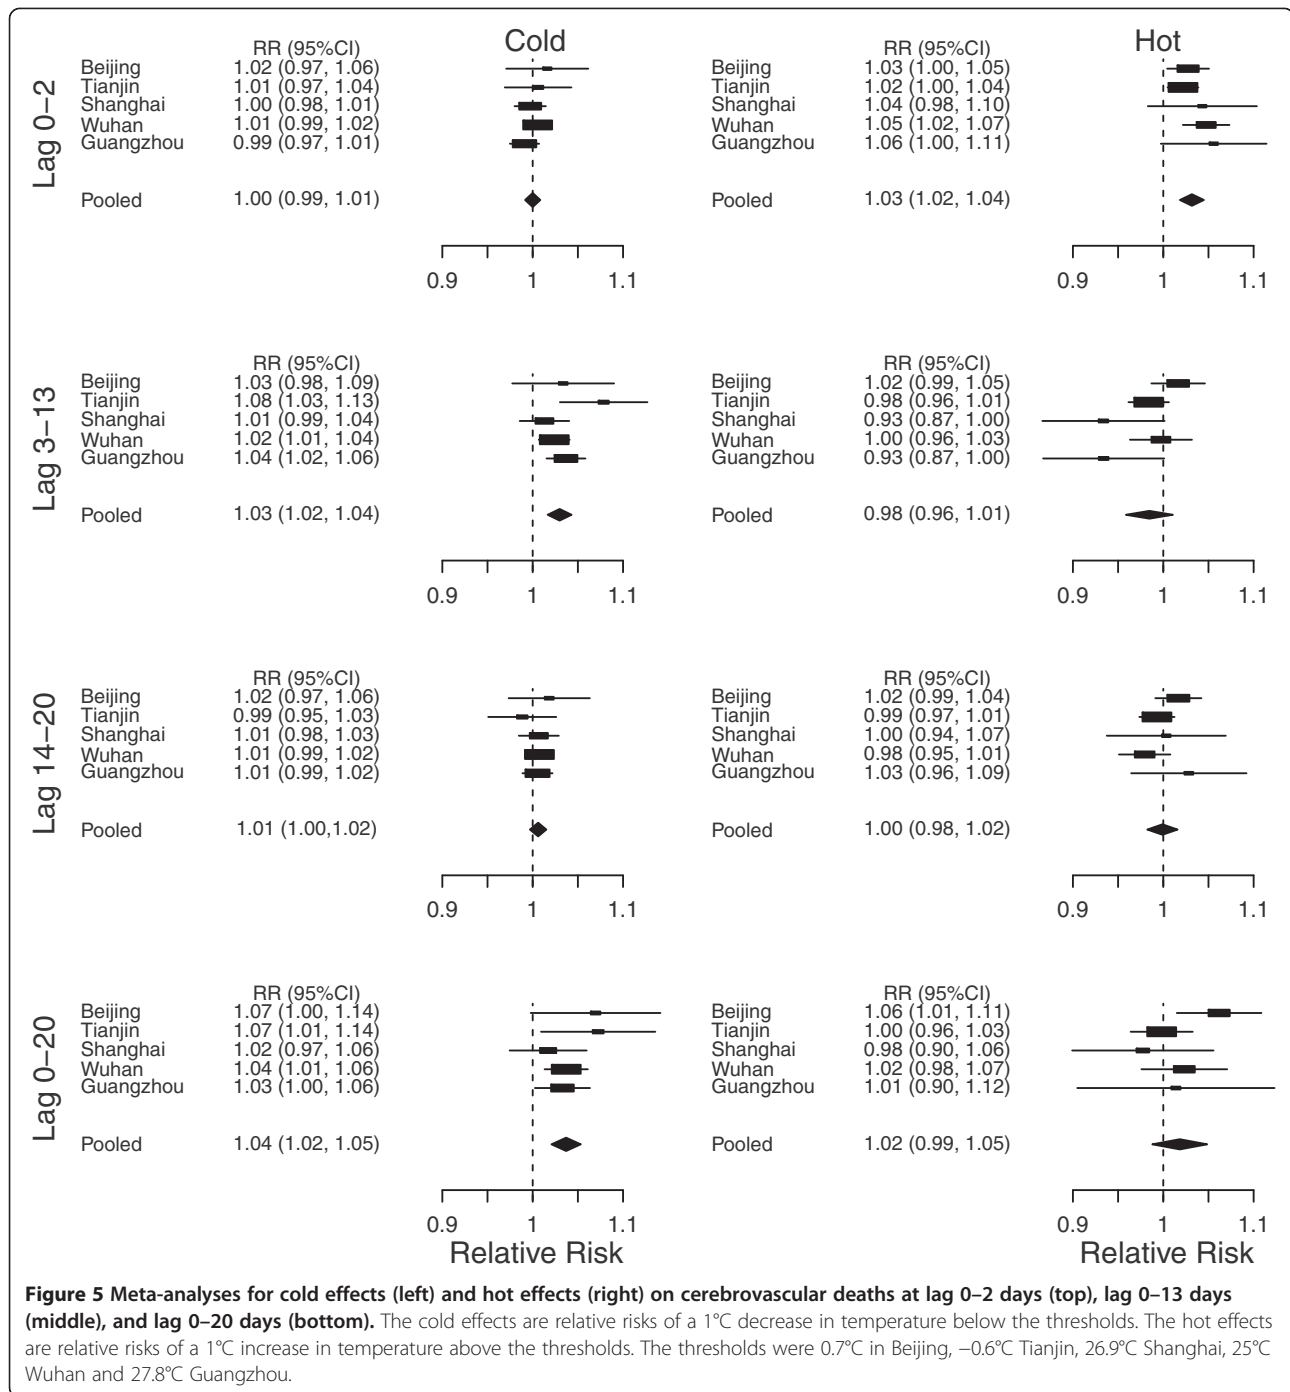 Cold
Hot
Lag 0–2
RR (95%CI)
Beijing 1.02 (0.97, 1.06)
Tianjin 1.01 (0.97, 1.04)
Shanghai 1.00 (0.98, 1.01)
Wuhan 1.01 (0.99, 1.02)
Guangzhou 0.99 (0.97, 1.01)
Pooled 1.00 (0.99, 1.01)
0.9 1 1.1
RR (95%CI)
Beijing 1.03 (1.00, 1.05)
Tianjin 1.02 (1.00, 1.04)
Shanghai 1.04 (0.98, 1.10)
Wuhan 1.05 (1.02, 1.07)
Guangzhou 1.06 (1.00, 1.11)
Pooled 1.03 (1.02, 1.04)
0.9 1 1.1
Lag 3–13
RR (95%CI)
Beijing 1.03 (0.98, 1.09)
Tianjin 1.08 (1.03, 1.13)
Shanghai 1.01 (0.99, 1.04)
Wuhan 1.02 (1.01, 1.04)
Guangzhou 1.04 (1.02, 1.06)
Pooled 1.03 (1.02, 1.04)
0.9 1 1.1
RR (95%CI)
Beijing 1.02 (0.99, 1.05)
Tianjin 0.98 (0.96, 1.01)
Shanghai 0.93 (0.87, 1.00)
Wuhan 1.00 (0.96, 1.03)
Guangzhou 0.93 (0.87, 1.00)
Pooled 0.98 (0.96, 1.01)
0.9 1 1.1
Lag 14–20
RR (95%CI)
Beijing 1.02 (0.97, 1.06)
Tianjin 0.99 (0.95, 1.03)
Shanghai 1.01 (0.98, 1.03)
Wuhan 1.01 (0.99, 1.02)
Guangzhou 1.01 (0.99, 1.02)
Pooled 1.01 (1.00,1.02)
0.9 1 1.1
RR (95%CI)
Beijing 1.02 (0.99, 1.04)
Tianjin 0.99 (0.97, 1.01)
Shanghai 1.00 (0.94, 1.07)
Wuhan 0.98 (0.95, 1.01)
Guangzhou 1.03 (0.96, 1.09)
Pooled 1.00 (0.98, 1.02)
0.9 1 1.1
Lag 0–20
RR (95%CI)
Beijing 1.07 (1.00, 1.14)
Tianjin 1.07 (1.01, 1.14)
Shanghai 1.02 (0.97, 1.06)
Wuhan 1.04 (1.01, 1.06)
Guangzhou 1.03 (1.00, 1.06)
Pooled 1.04 (1.02, 1.05)
0.9 1 1.1
Relative Risk
RR (95%CI)
Beijing 1.06 (1.01, 1.11)
Tianjin 1.00 (0.96, 1.03)
Shanghai 0.98 (0.90, 1.06)
Wuhan 1.02 (0.98, 1.07)
Guangzhou 1.01 (0.90, 1.12)
Pooled 1.02 (0.99, 1.05)
0.9 1 1.1
Relative Risk
Figure 5 Meta-analyses for cold effects (left) and hot effects (right) on cerebrovascular deaths at lag 0–2 days (top), lag 0–13 days
(middle), and lag 0–20 days (bottom). The cold effects are relative risks of a 1°C decrease in temperature below the thresholds. The hot effects
are relative risks of a 1°C increase in temperature above the thresholds. The thresholds were 0.7°C in Beijing, −0.6°C Tianjin, 26.9°C Shanghai, 25°C
Wuhan and 27.8°C Guangzhou.